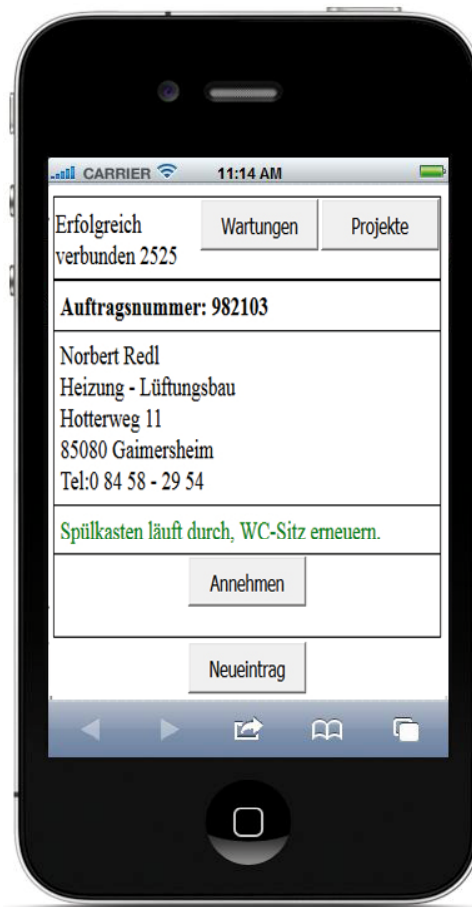 CARRIER 11:14 AM
Erfolgreich
verbunden 2525
Wartungen
Projekte
Auftragsnummer: 982103
Norbert Redl
Heizung - Lüftungsbau
Hotterweg 11
85080 Gaimersheim
Tel:0 84 58 - 29 54
Spülkasten läuft durch, WC-Sitz erneuern.
Annehmen
Neueintrag